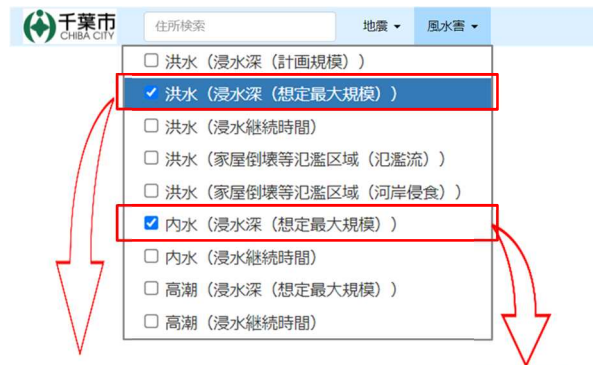 千葉市
CHIBA CITY
住所検索
地震
風水害
洪水（浸水深（計画規模））
洪水（浸水深（想定最大規模））
洪水（浸水継続時間）
洪水（家屋倒壊等氾濫区域（氾濫流））
洪水（家屋倒壊等氾濫区域（河岸侵食））
内水（浸水深（想定最大規模））
内水（浸水継続時間）
高潮（浸水深（想定最大規模））
高潮（浸水継続時間）